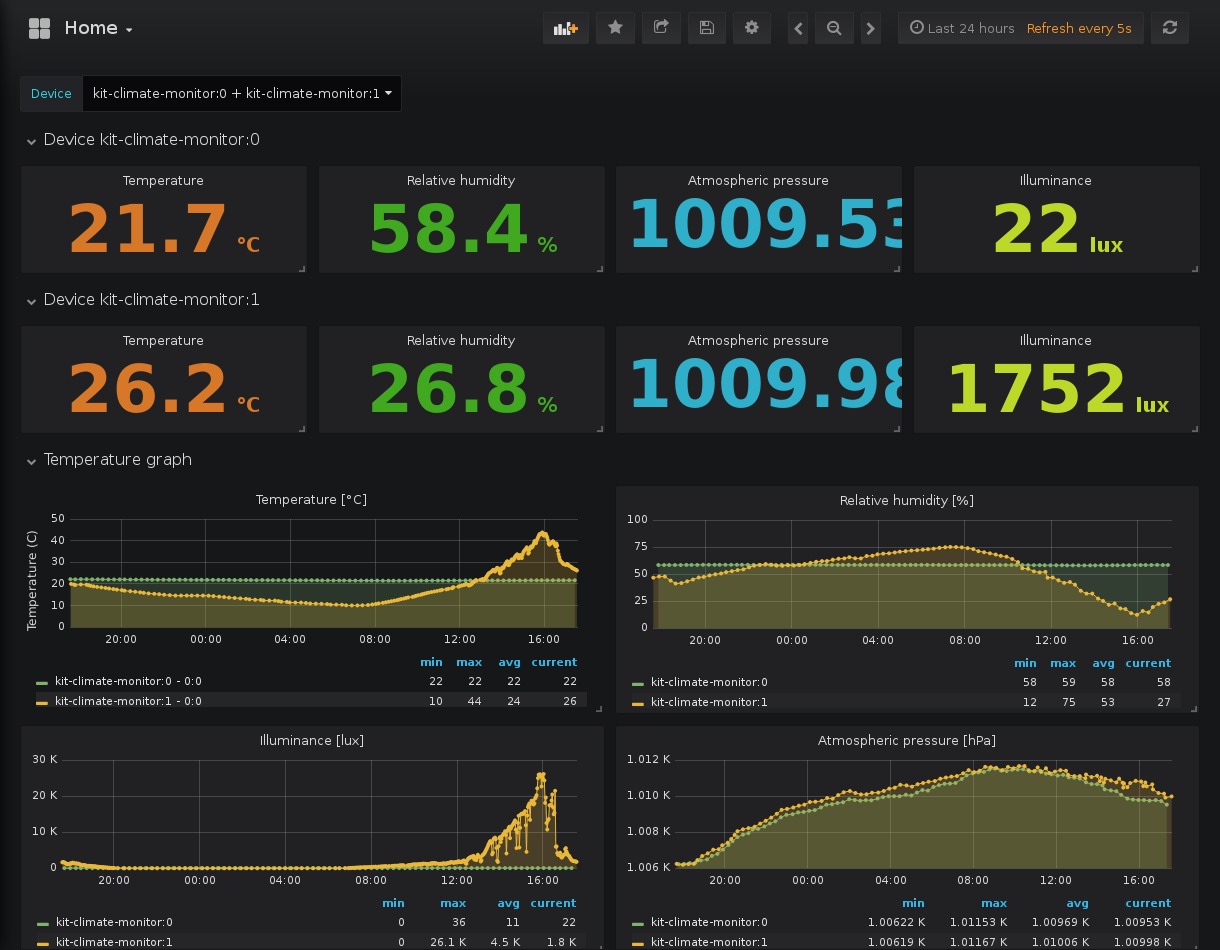 Home
Last 24 hours Refresh every 5s
Device kit-climate-monitor:0 + kit-climate-monitor:1
Device kit-climate-monitor:0
Temperature Relative humidity Atmospheric pressure Illuminance
21.7 °C 58.4 % 1009.53 22 lux
Device kit-climate-monitor:1
Temperature Relative humidity Atmospheric pressure Illuminance
26.2 °C 26.8 % 1009.98 1752 lux
Temperature graph
Temperature [°C]
Temperature (C)
50
40
30
20
10
0
20:00 00:00 04:00 08:00 12:00 16:00
min max avg current
kit-climate-monitor:0 - 0:0 22 22 22 22
kit-climate-monitor:1 - 0:0 10 44 24 26
Relative humidity [%]
100
75
50
25
0
20:00 00:00 04:00 08:00 12:00 16:00
min max avg current
kit-climate-monitor:0 58 59 58 58
kit-climate-monitor:1 12 75 53 27
Illuminance [lux]
30 K
20 K
10 K
0
20:00 00:00 04:00 08:00 12:00 16:00
min max avg current
kit-climate-monitor:0 0 36 11 22
kit-climate-monitor:1 0 26.1 K 4.5 K 1.8 K
Atmospheric pressure [hPa]
1.012 K
1.010 K
1.008 K
1.006 K
20:00 00:00 04:00 08:00 12:00 16:00
min max avg current
kit-climate-monitor:0 1.00622 K 1.01153 K 1.00969 K 1.00953 K
kit-climate-monitor:1 1.00619 K 1.01167 K 1.01006 K 1.00998 K